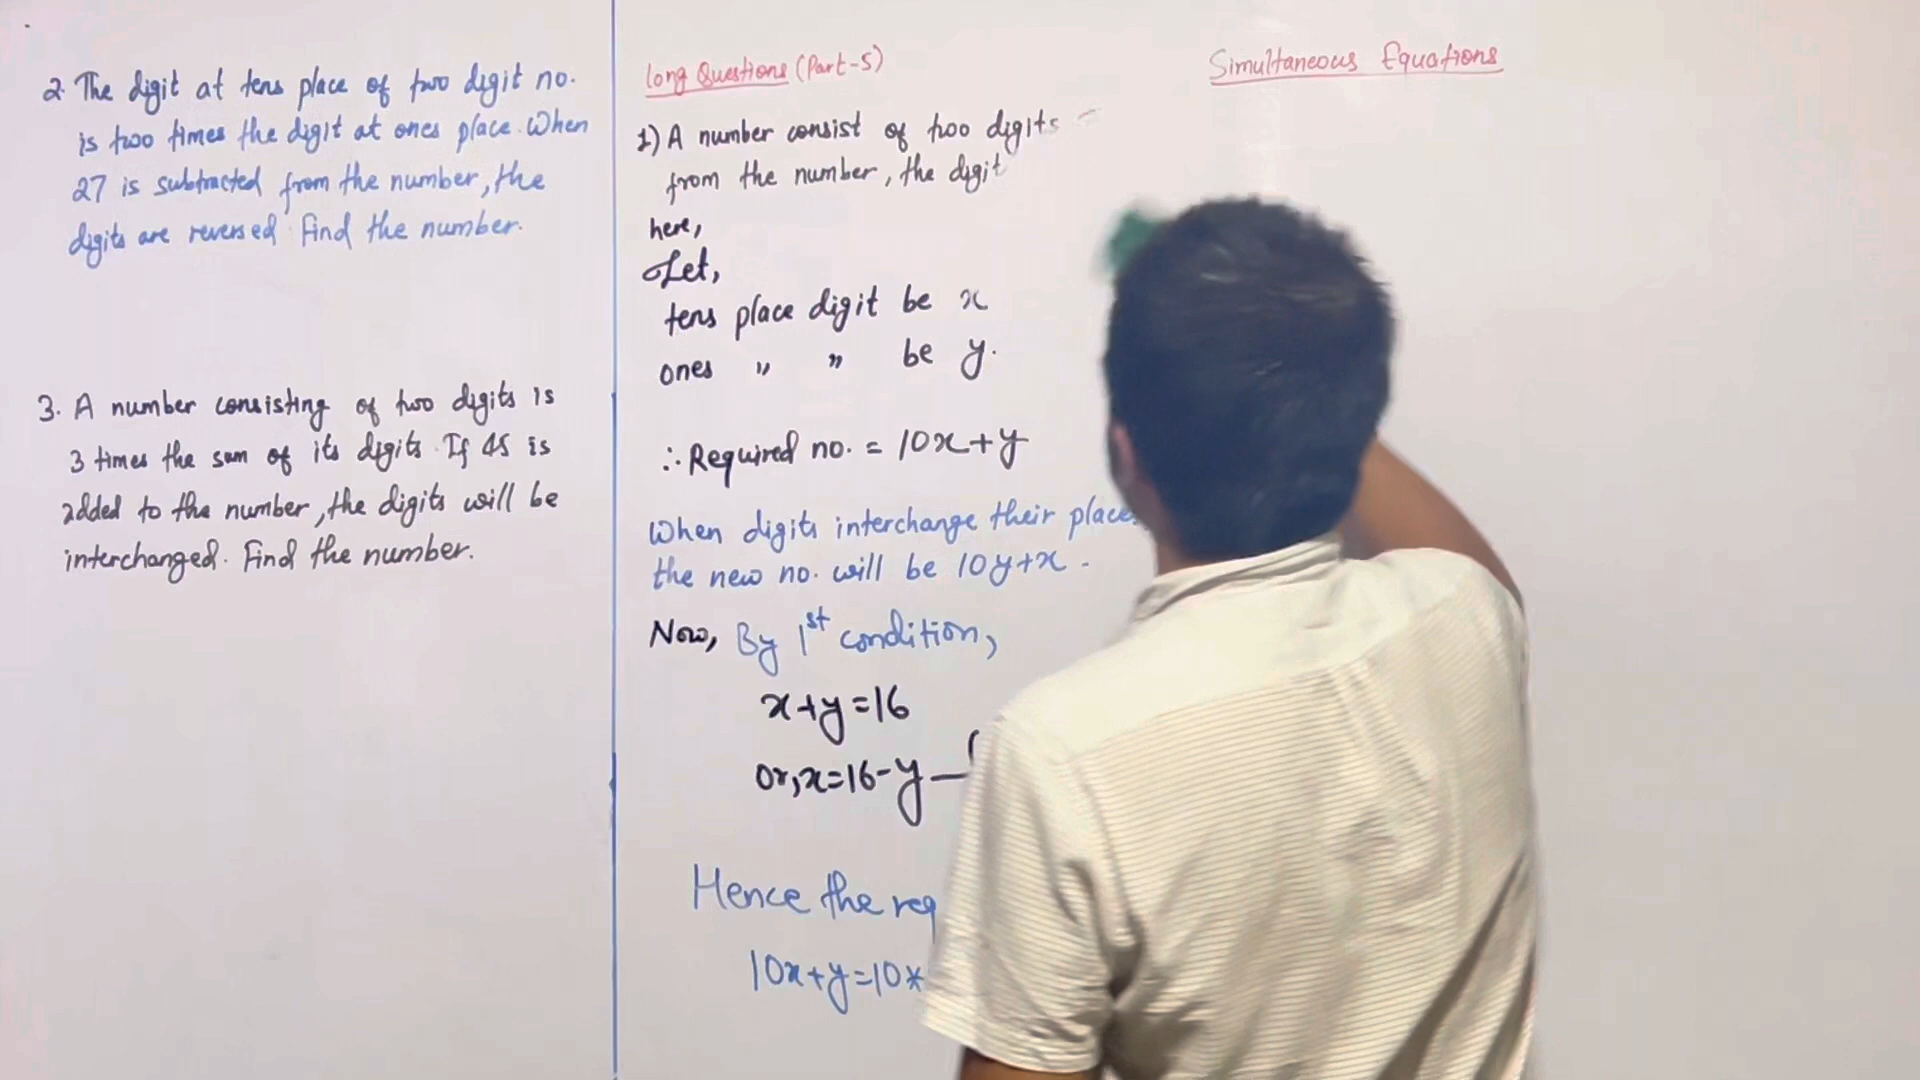 2. The digit at tens place of two digit no.
is two times the digit at ones place. When
27 is subtracted from the number, the
digits are reversed. Find the number.
3. A number consisting of two digits is
3 times the sum of its digits. If 45 is
added to the number, the digits will be
interchanged. Find the number.
Long Questions (Part-5)
1) A number consist of two digits
from the number, the digit
here,
Let,
tens place digit be x
ones " " be y.
∴ Required no. = 10x+y
When digits interchange their place
the new no. will be 10y+x.
Now, By 1st condition,
x+y=16
or, x=16-y
Hence the req
10x+y=10*
Simultaneous Equations